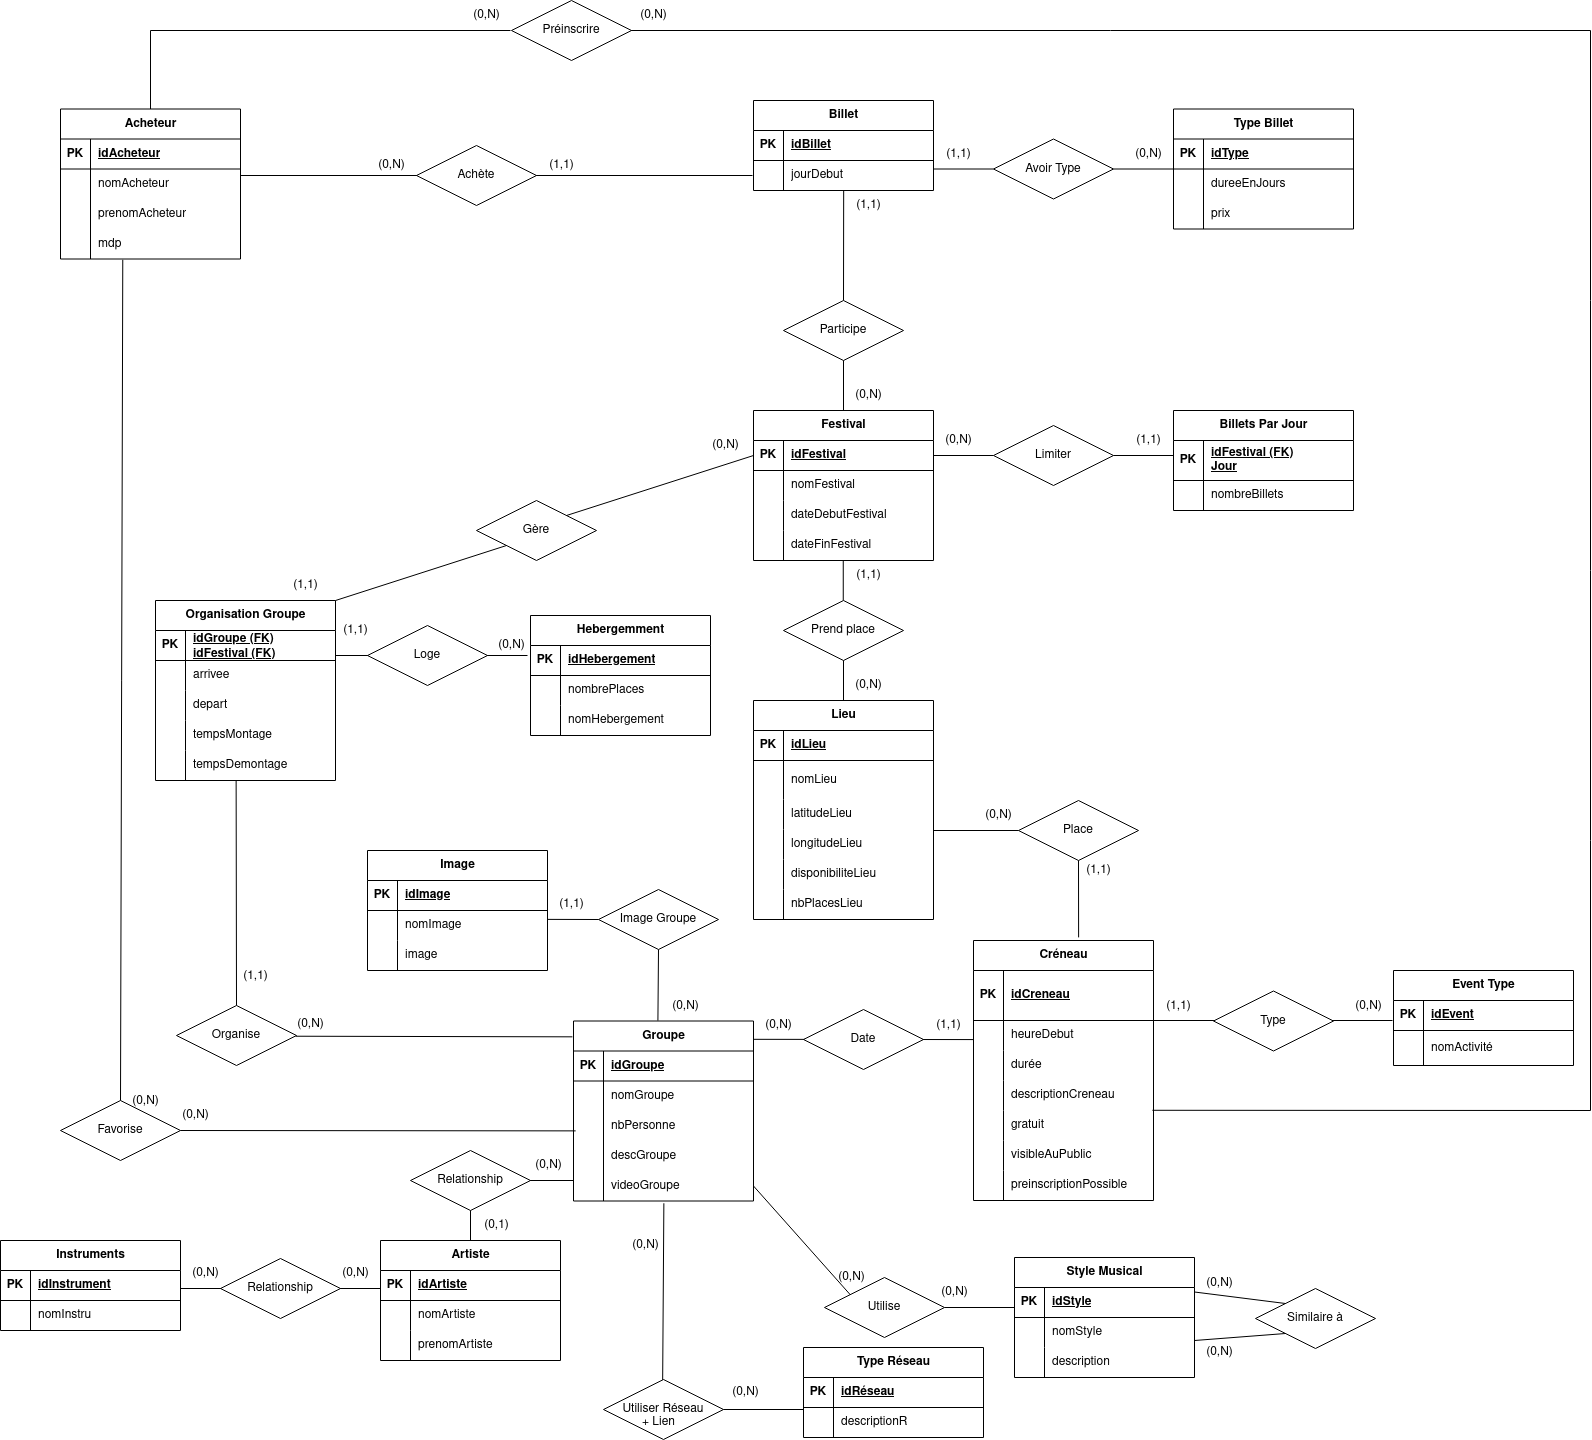 (0,N)
Préinscrire
(0,N)
Acheteur
PK idAcheteur
nomAcheteur
prenomAcheteur
mdp
(0,N)
Achète
(1,1)
Billet
PK idBillet
jourDebut
(1,1)
Avoir Type
(0,N)
Type Billet
PK idType
dureeEnJours
prix
(1,1)
Participe
(0,N)
Festival
PK idFestival
nomFestival
dateDebutFestival
dateFinFestival
(0,N)
Limiter
(1,1)
Billets Par Jour
PK idFestival (FK)
Jour
nombreBillets
(0,N)
Gère
(1,1)
Organisation Groupe
PK idGroupe (FK)
idFestival (FK)
arrivee
depart
tempsMontage
tempsDemontage
(1,1)
Loge
(0,N)
Hebergemment
PK idHebergement
nombrePlaces
nomHebergement
(1,1)
Prend place
(0,N)
Lieu
PK idLieu
nomLieu
latitudeLieu
longitudeLieu
disponibiliteLieu
nbPlacesLieu
(0,N)
Place
(1,1)
Image
PK idImage
nomImage
image
(1,1)
Image Groupe
(0,N)
Créneau
PK idCreneau
heureDebut
durée
descriptionCreneau
gratuit
visibleAuPublic
preinscriptionPossible
(1,1)
Type
(0,N)
Event Type
PK idEvent
nomActivité
(1,1)
Organise
(0,N)
Groupe
PK idGroupe
nomGroupe
nbPersonne
descGroupe
videoGroupe
(0,N)
Date
(1,1)
(0,N)
Favorise
(0,N)
Relationship
(0,N)
(0,1)
Instruments
PK idInstrument
nomInstru
(0,N)
Relationship
(0,N)
Artiste
PK idArtiste
nomArtiste
prenomArtiste
(0,N)
(0,N)
Utilise
(0,N)
Style Musical
PK idStyle
nomStyle
description
(0,N)
Similaire à
(0,N)
Utiliser Réseau
+ Lien
(0,N)
Type Réseau
PK idRéseau
descriptionR